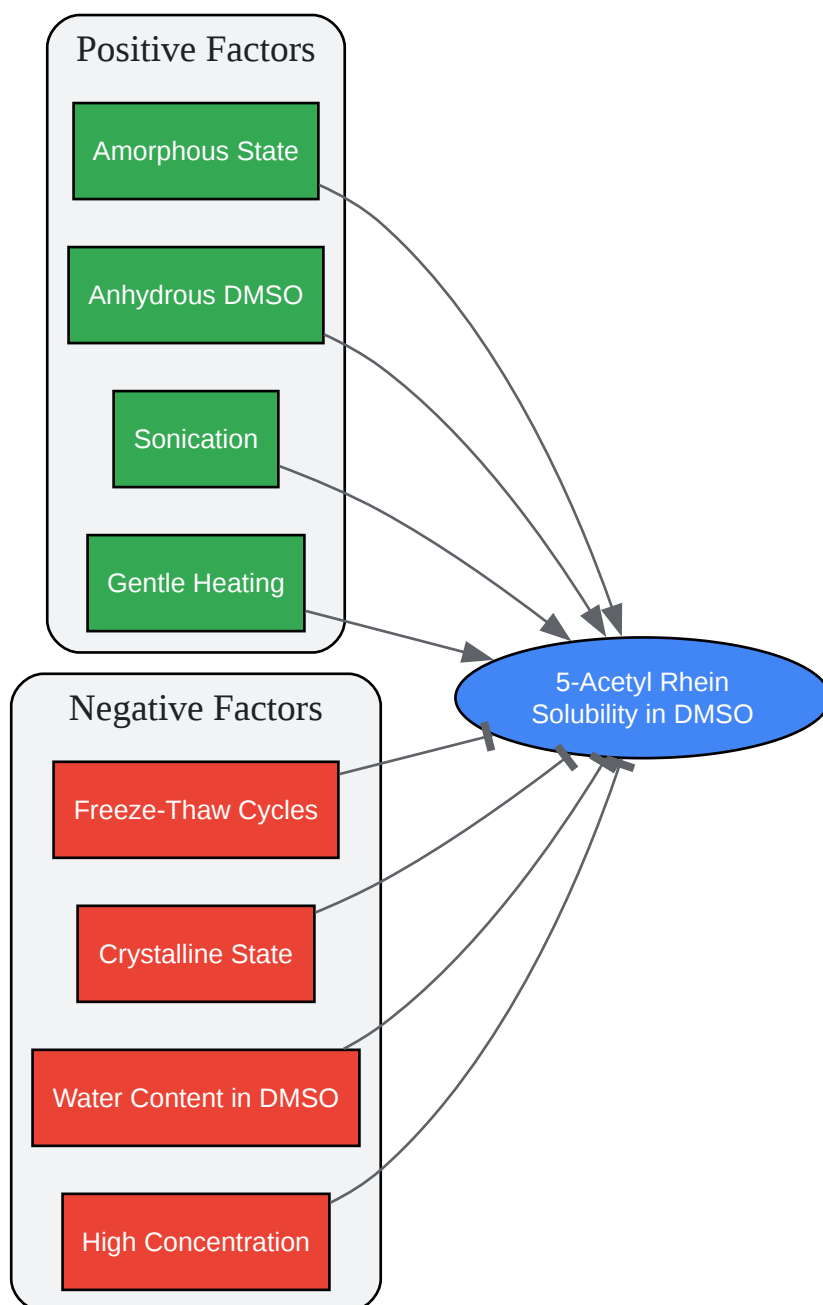 Positive Factors
Amorphous State
Anhydrous DMSO
Sonication
Gentle Heating
5-Acetyl Rhein
Solubility in DMSO
Negative Factors
Freeze-Thaw Cycles
Crystalline State
Water Content in DMSO
High Concentration